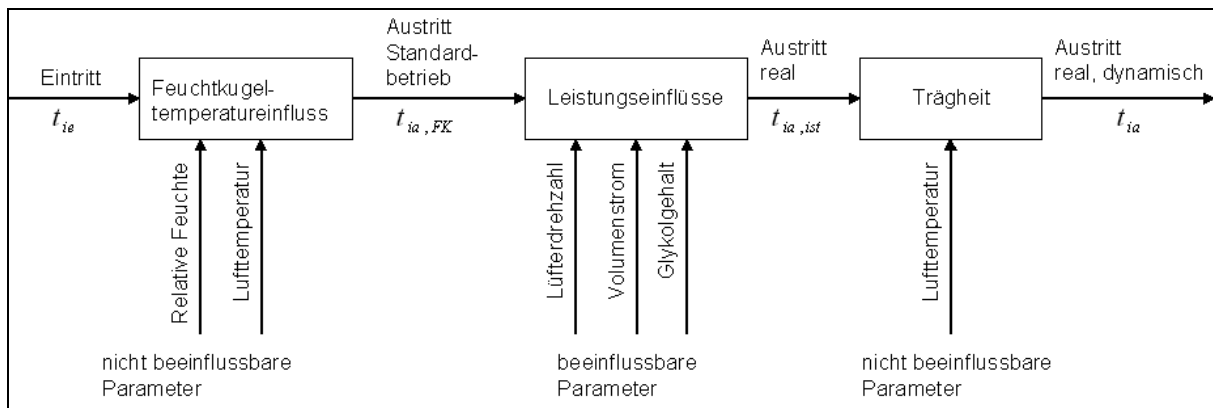 Eintritt
t_ie
Feuchtkugel-
temperatureinfluss
Austritt
Standard-
betrieb
t_ia,FK
Leistungseinflüsse
Austritt
real
t_ia,ist
Trägheit
Austritt
real, dynamisch
t_ia
Relative Feuchte
Lufttemperatur
Lüfterdrehzahl
Volumenstrom
Glykolgehalt
Lufttemperatur
nicht beeinflussbare
Parameter
beeinflussbare
Parameter
nicht beeinflussbare
Parameter